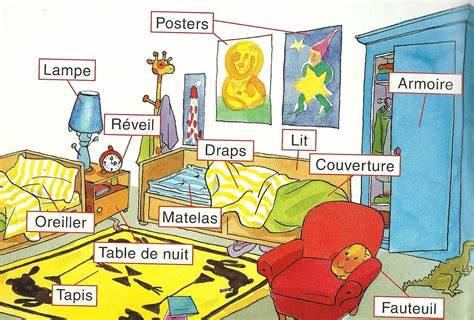 Posters
Lampe
Armoire
Réveil
Lit
Draps
Couverture
Oreiller
Matelas
Table de nuit
Tapis
Fauteuil